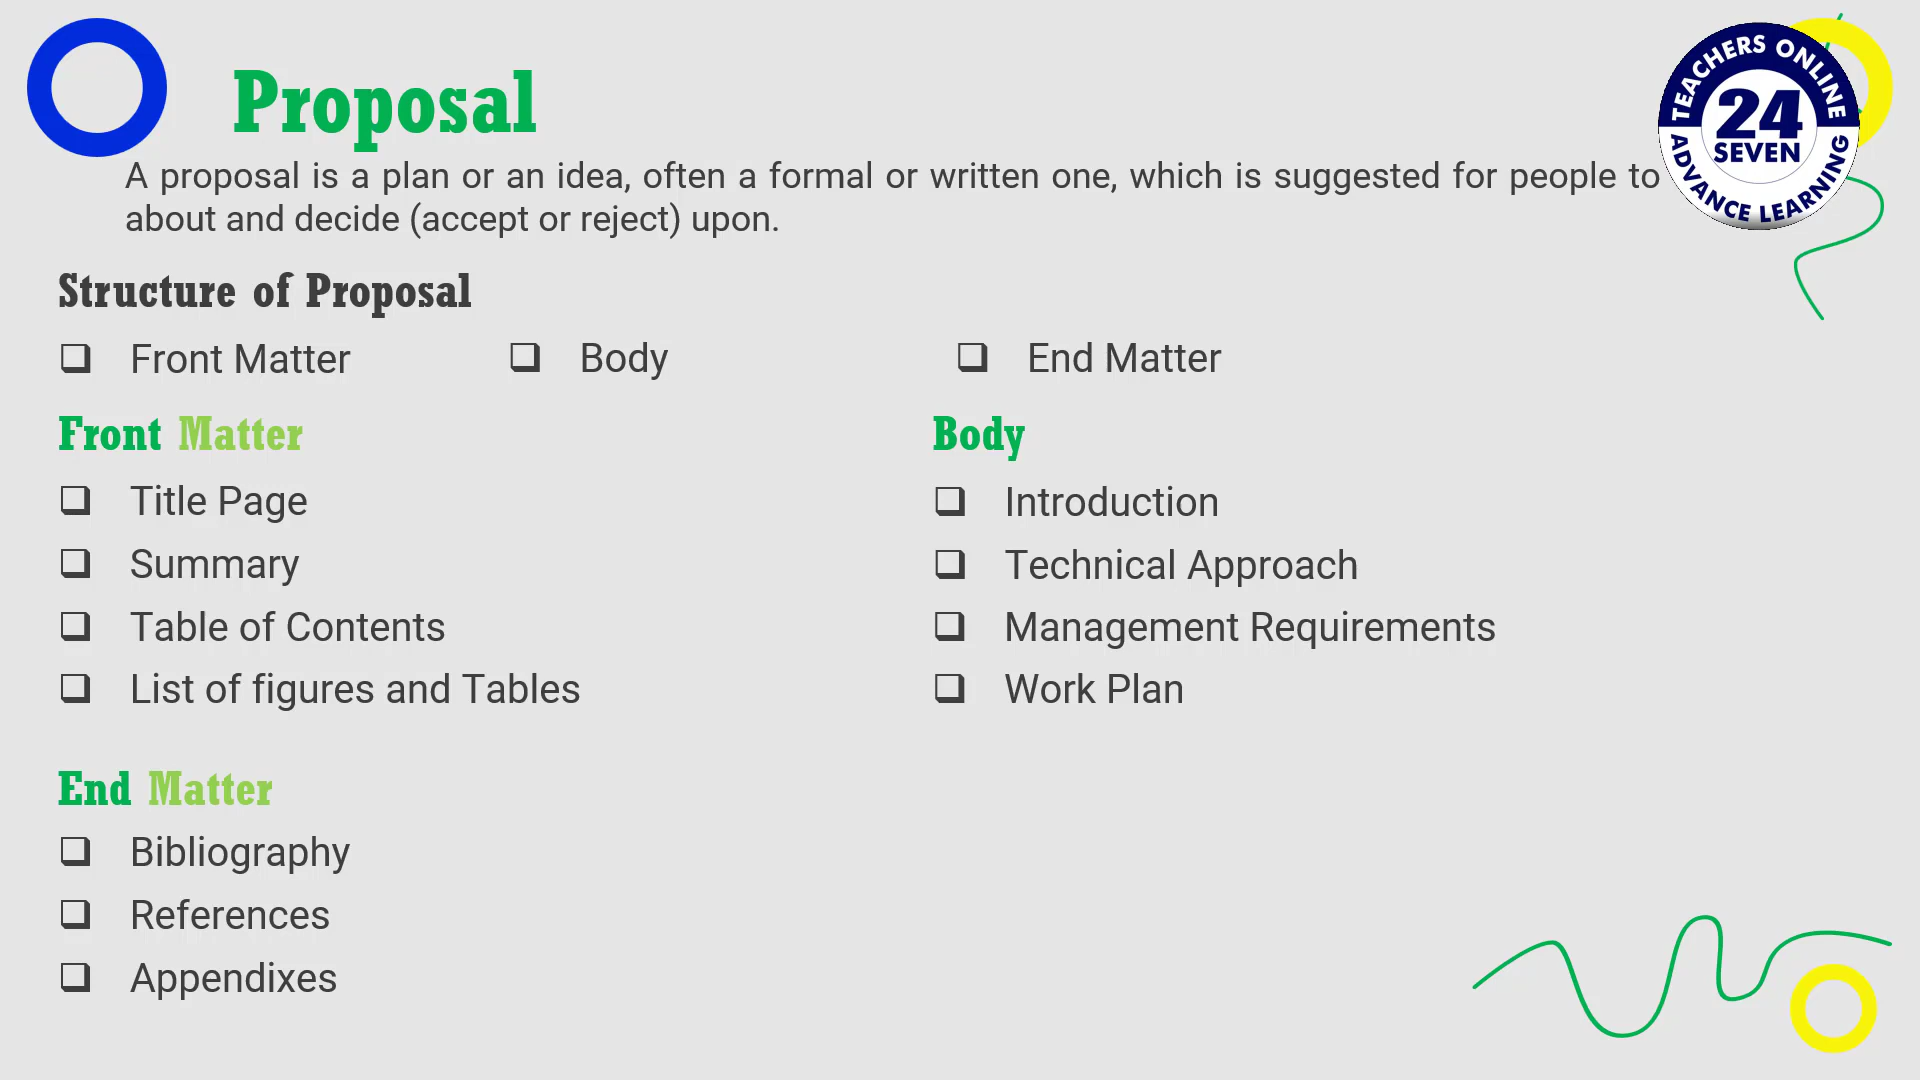 Proposal
A proposal is a plan or an idea, often a formal or written one, which is suggested for people to
about and decide (accept or reject) upon.
TEACHERS ONLINE
24
SEVEN
ADVANCE LEARNING
Structure of Proposal
Front Matter
Body
End Matter
Front Matter
Title Page
Summary
Table of Contents
List of figures and Tables
Body
Introduction
Technical Approach
Management Requirements
Work Plan
End Matter
Bibliography
References
Appendixes